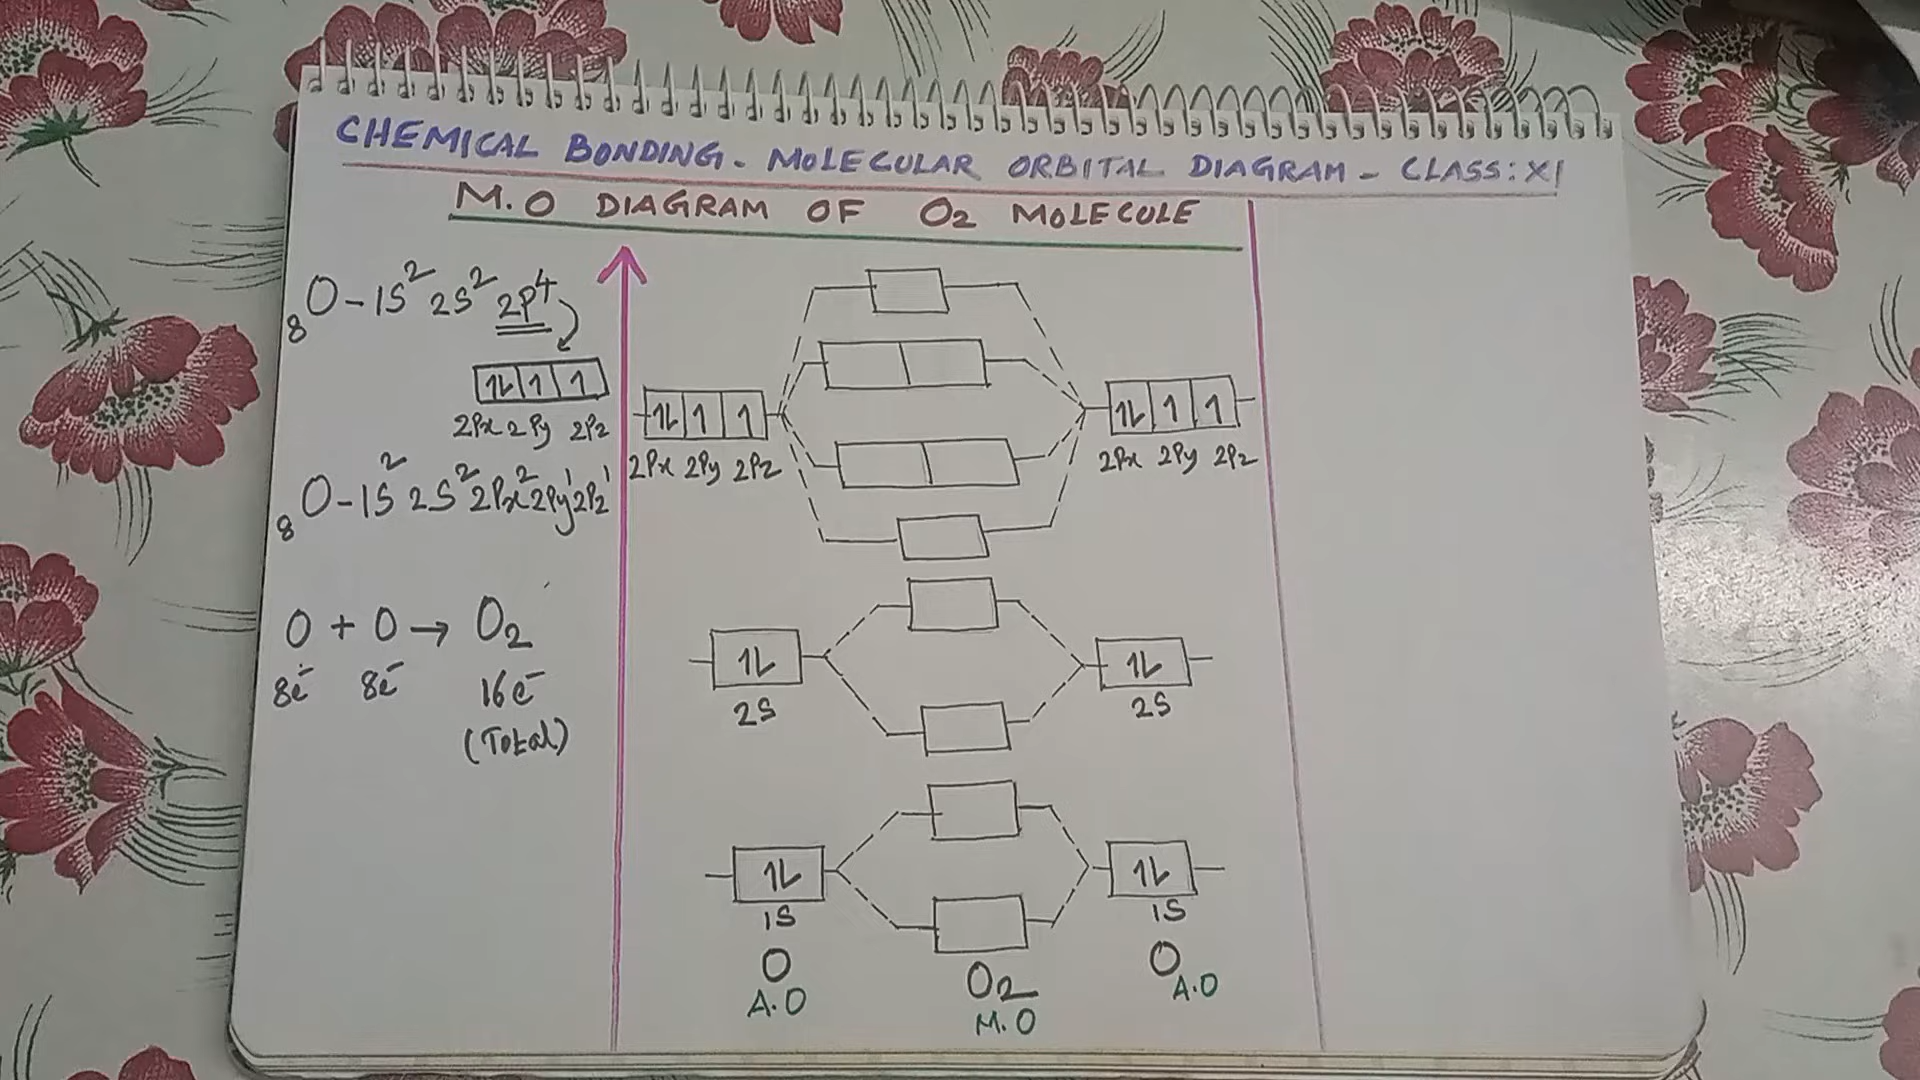 CHEMICAL BONDING - MOLECULAR ORBITAL DIAGRAM - CLASS: XI
M.O DIAGRAM OF O₂ MOLECULE
₈O - 1S² 2S² 2P⁴
1L 1 1
2Px 2Py 2Pz
₈O - 1S² 2S² 2Px² 2Py¹ 2Pz¹
O + O → O₂
8e⁻ 8e⁻ 16e⁻
(Total)
1L 1 1
2Px 2Py 2Pz
1L 1 1
2Px 2Py 2Pz
1L 1L
2S 2S
1L 1L
1S 1S
O O₂ O
A.O M.O A.O